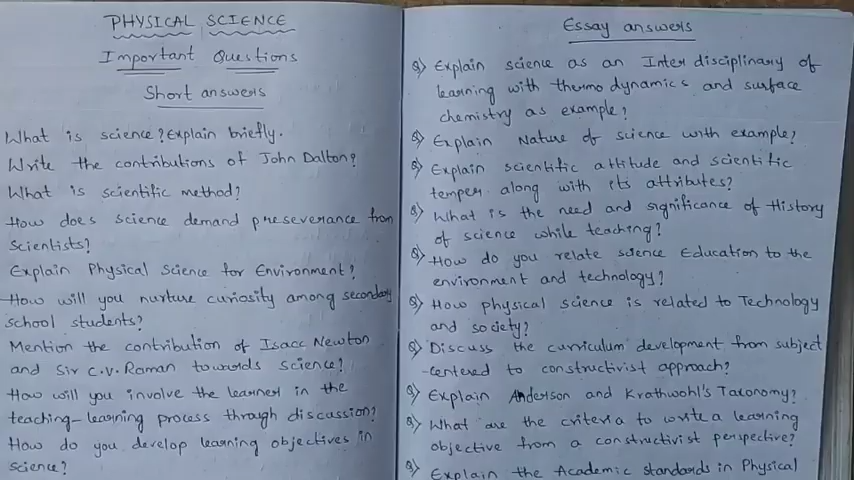 PHYSICAL SCIENCE
Important Questions
Short answers
What is science? Explain briefly.
Write the contributions of John Dalton?
What is scientific method?
How does science demand preseverance from
scientists?
Explain Physical science for Environment?
How will you nurture curiosity among secondary
school students?
Mention the contribution of Isacc Newton
and Sir C.V. Raman towards science?
How will you involve the learner in the
teaching-learning process through discussion?
How do you develop learning objectives in
science?
Essay answers
Q) Explain science as an Inter disciplinary of
learning with thermo dynamics and surface
chemistry as example?
Q) Explain Nature of science with example?
Q) Explain scientific attitude and scientific
temper along with its attributes?
Q) What is the need and significance of History
of science while teaching?
Q) How do you relate science Education to the
environment and technology?
Q) How physical science is related to Technology
and society?
Q) Discuss the curriculum development from subject
-centered to constructivist approach?
Q) Explain Anderson and Krathwohl's Taxonomy?
Q) What are the criteria to write a learning
objective from a constructivist perspective?
Q) Explain the Academic standards in Physical